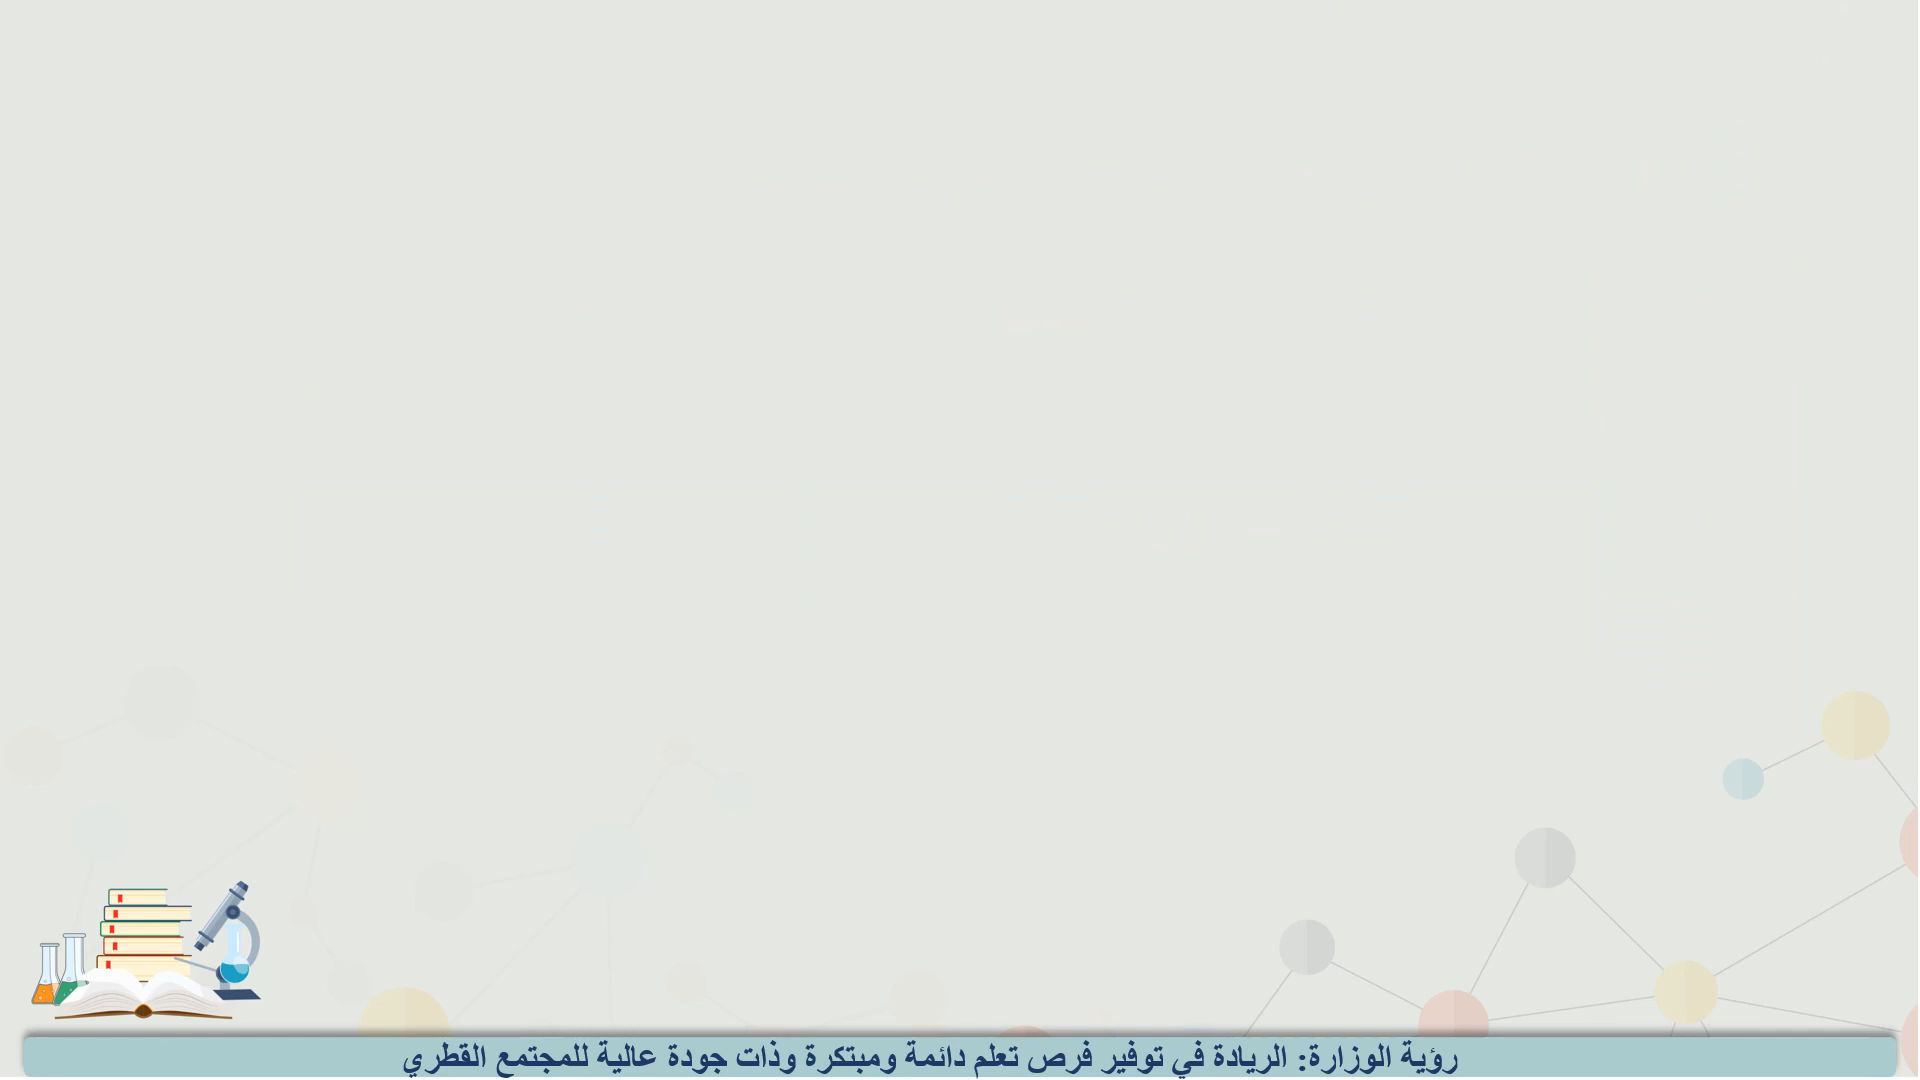 رؤية الوزارة: الريادة في توفير فرص تعلم دائمة ومبتكرة وذات جودة عالية للمجتمع القطري